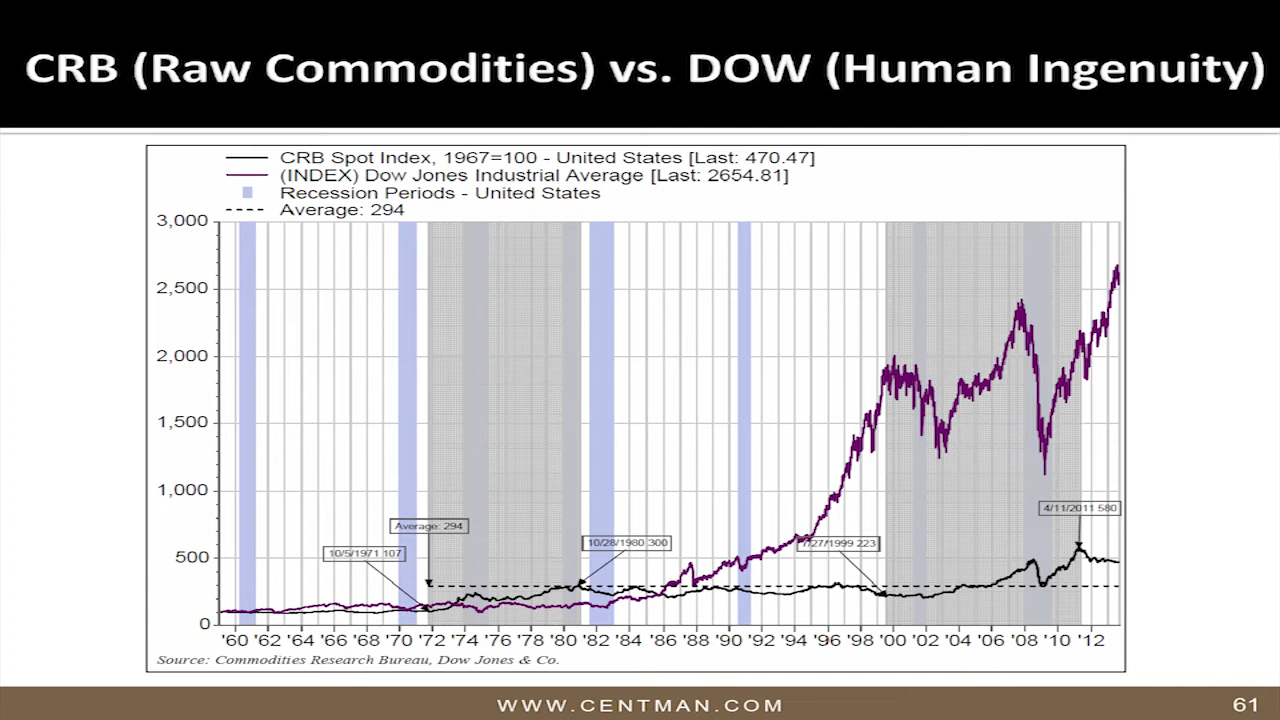 CRB (Raw Commodities) vs. DOW (Human Ingenuity)
CRB Spot Index, 1967=100 - United States [Last: 470.47]
(INDEX) Dow Jones Industrial Average [Last: 2654.81]
Recession Periods - United States
Average: 294
3,000
2,500
2,000
1,500
1,000
500
0
Average: 294
10/5/1971 107
10/28/1980 300
7/27/1999 223
4/11/2011 580
'60 '62 '64 '66 '68 '70 '72 '74 '76 '78 '80 '82 '84 '86 '88 '90 '92 '94 '96 '98 '00 '02 '04 '06 '08 '10 '12
Source: Commodities Research Bureau, Dow Jones & Co.
WWW.CENTMAN.COM
61